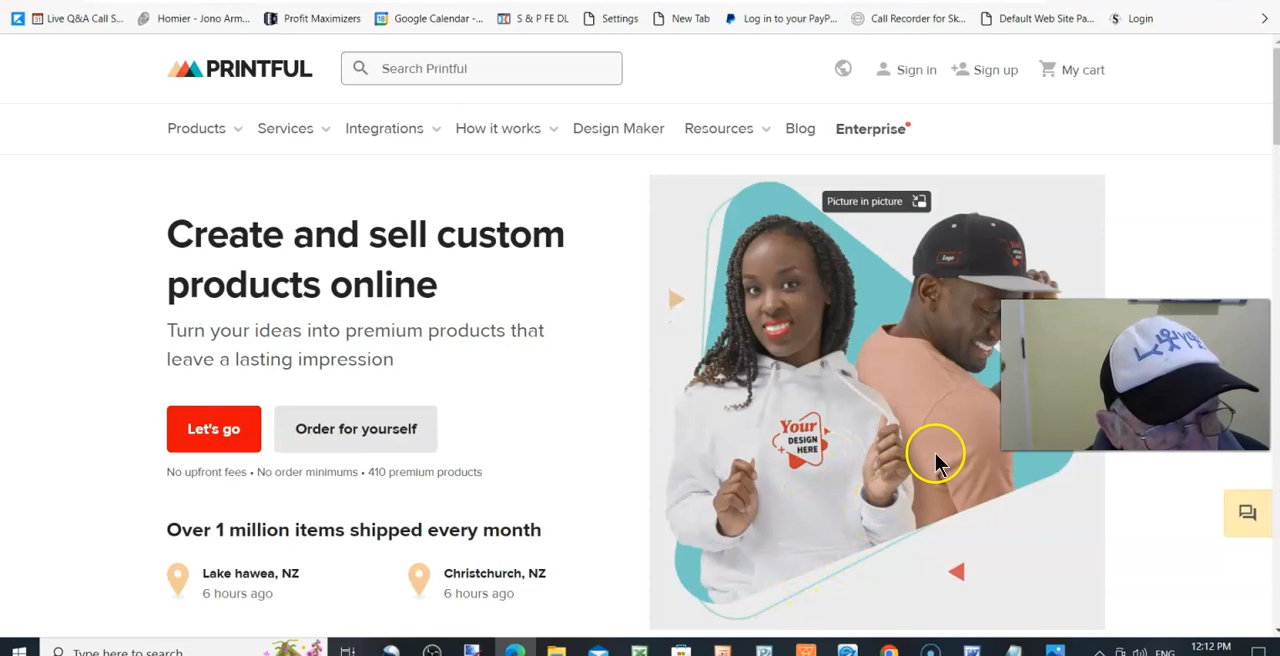 Live Q&A Call S...
Homier - Jono Arm...
Profit Maximizers
Google Calendar -...
S & P FE DL
Settings
New Tab
Log in to your PayP...
Call Recorder for Sk...
Default Web Site Pa...
Login
PRINTFUL
Search Printful
Sign in
Sign up
My cart
Products
Services
Integrations
How it works
Design Maker
Resources
Blog
Enterprise
Picture in picture
Logo
Create and sell custom
products online
Turn your ideas into premium products that
leave a lasting impression
Your
DESIGN
HERE
Let's go
Order for yourself
No upfront fees • No order minimums • 410 premium products
Over 1 million items shipped every month
Lake hawea, NZ
6 hours ago
Christchurch, NZ
6 hours ago
Type here to search
ENG
12:12 PM